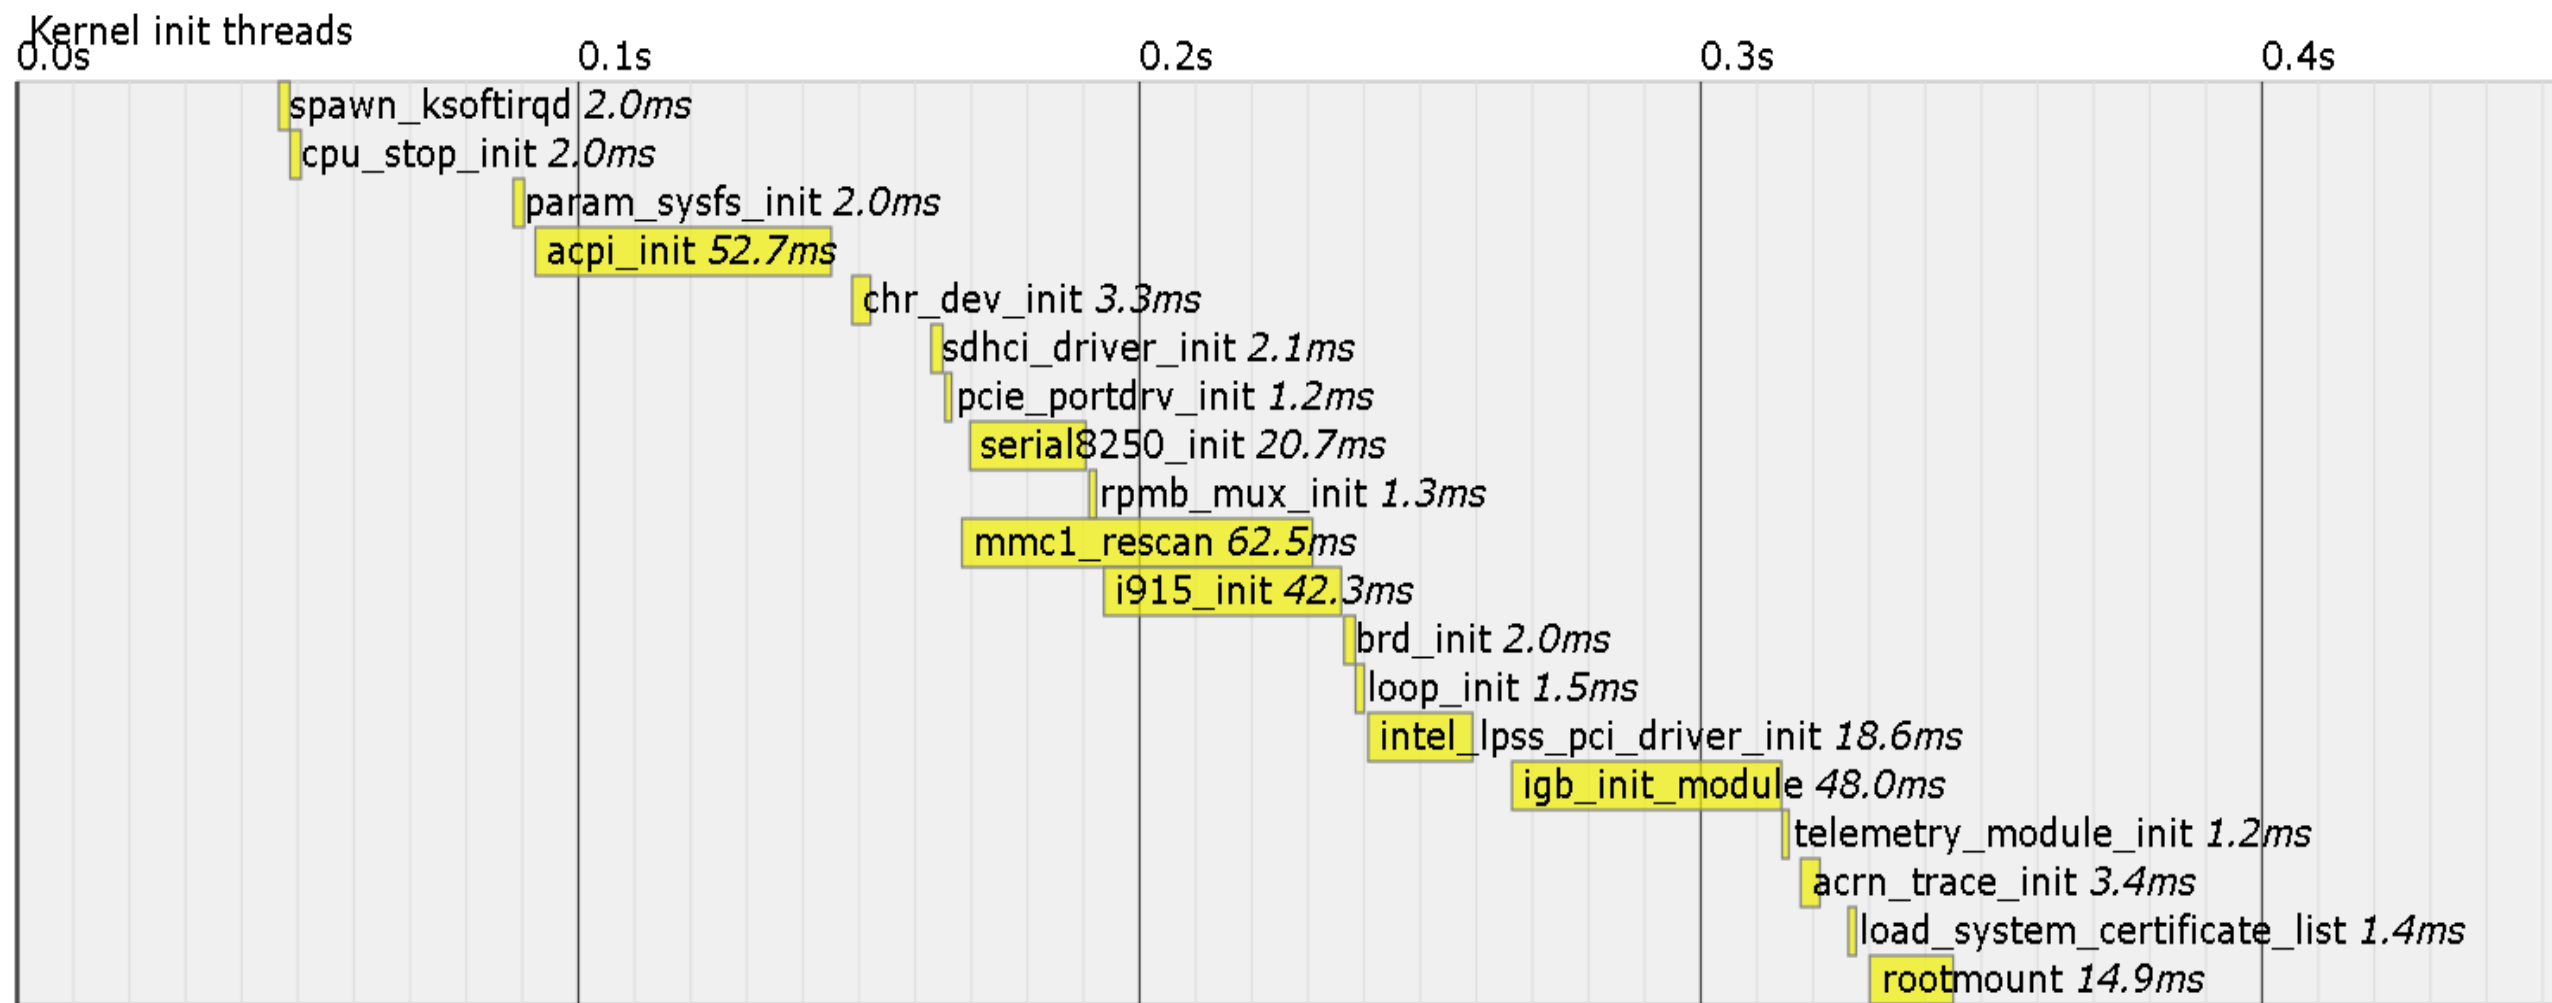 Kernel init threads
0.0s 0.1s 0.2s 0.3s 0.4s
spawn_ksoftirqd 2.0ms
cpu_stop_init 2.0ms
param_sysfs_init 2.0ms
acpi_init 52.7ms
chr_dev_init 3.3ms
sdhci_driver_init 2.1ms
pcie_portdrv_init 1.2ms
serial8250_init 20.7ms
rpmb_mux_init 1.3ms
mmc1_rescan 62.5ms
i915_init 42.3ms
brd_init 2.0ms
loop_init 1.5ms
intel_lpss_pci_driver_init 18.6ms
igb_init_module 48.0ms
telemetry_module_init 1.2ms
acrn_trace_init 3.4ms
load_system_certificate_list 1.4ms
rootmount 14.9ms